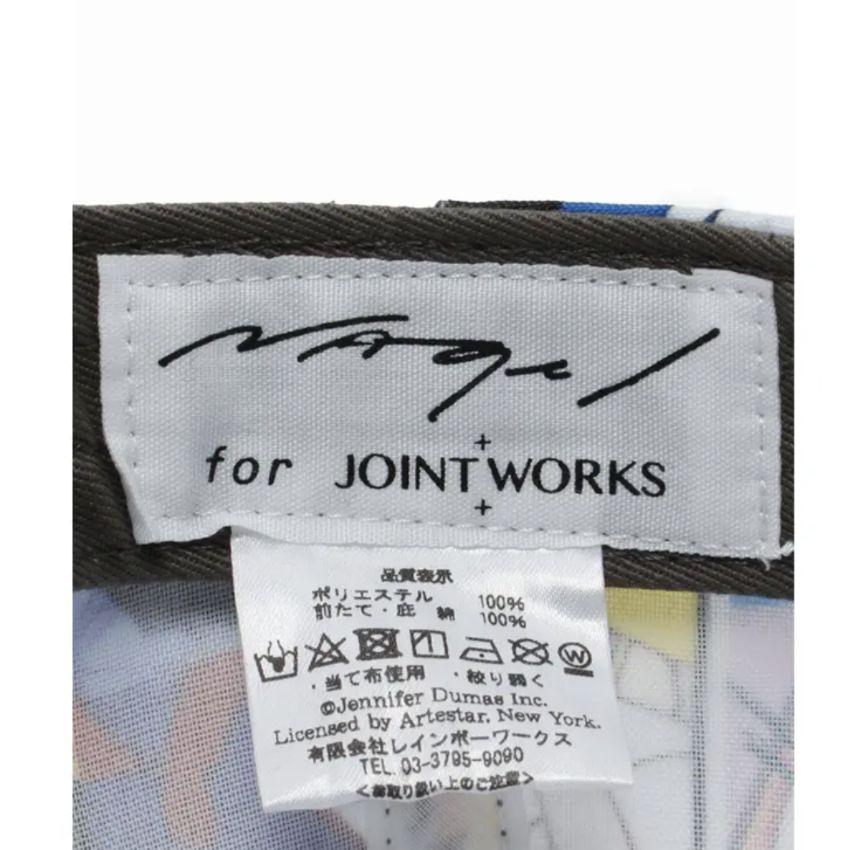 Nagel
for JOINT WORKS
品質表示
ポリエステル 100%
前たて・庇 綿 100%
W
・当て布使用 ・絞り弱く
©Jennifer Dumas Inc.
Licensed by Artestar, New York.
有限会社レインボーワークス
TEL. 03-3795-9090
＜お取り扱い上のご注意＞